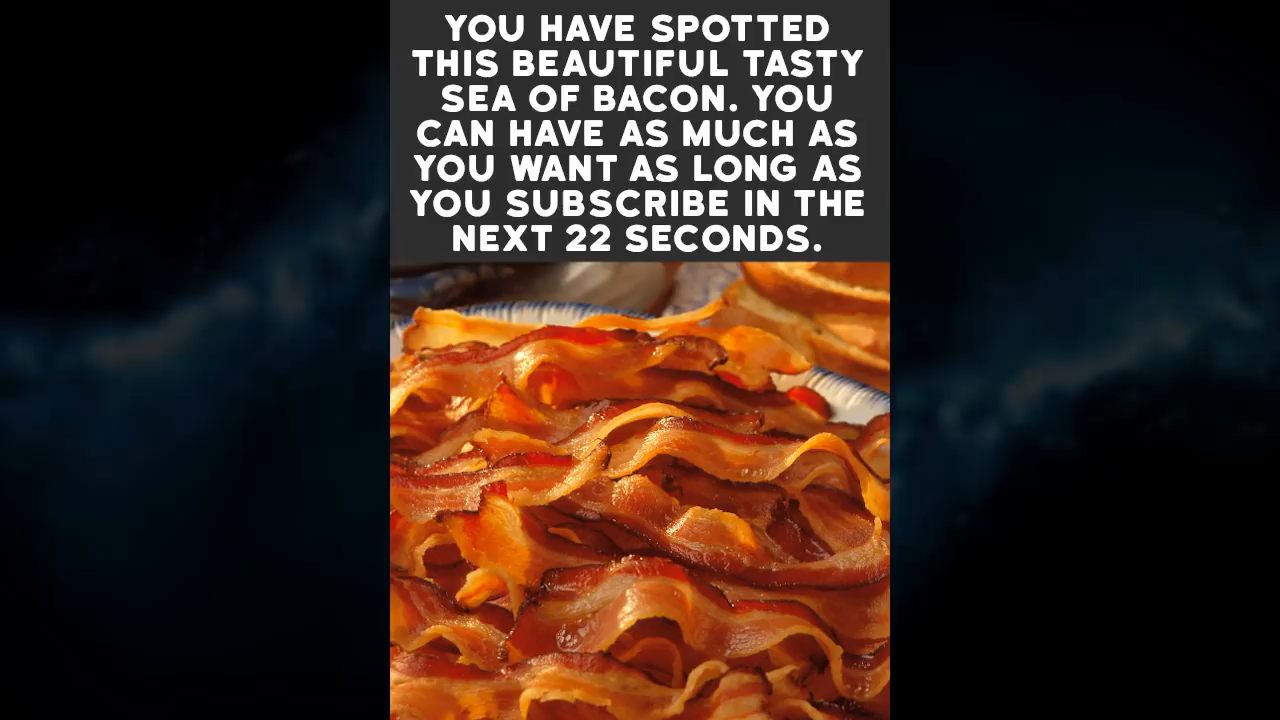 YOU HAVE SPOTTED
THIS BEAUTIFUL TASTY
SEA OF BACON. YOU
CAN HAVE AS MUCH AS
YOU WANT AS LONG AS
YOU SUBSCRIBE IN THE
NEXT 22 SECONDS.